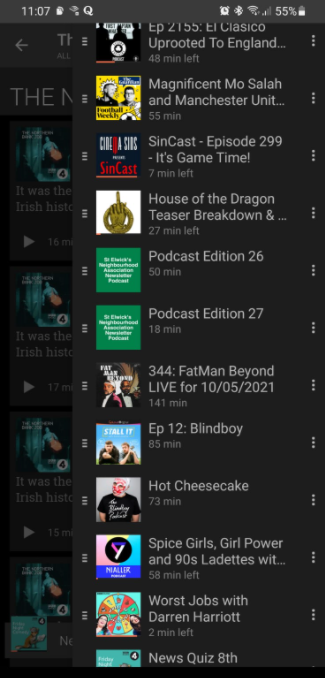 11:07
55%
Th
ALL
THE N
It was the
Irish histo
16 m
It was the
Irish histo
17 m
It was the
Irish histo
15 mi
Ne
Ep 2155: El Clasico
Uprooted To England...
48 min left
Football
Weekly
Magnificent Mo Salah
and Manchester Unit...
55 min
CINEMA SINS
PRESENTS
SinCast
SinCast - Episode 299
- It's Game Time!
7 min left
House of the Dragon
Teaser Breakdown & ...
27 min left
St Elwick's
Neighbourhood
Association
Newsletter
Podcast
Podcast Edition 26
50 min
St Elwick's
Neighbourhood
Association
Newsletter
Podcast
Podcast Edition 27
18 min
FAT MAN
BEYOND
344: FatMan Beyond
LIVE for 10/05/2021
141 min
STALL IT
Ep 12: Blindboy
85 min
The
Blindboy
Podcast
Hot Cheesecake
73 min
NIALLER
PODCAST
Spice Girls, Girl Power
and 90s Ladettes wit...
58 min left
Worst Jobs with
Darren Harriott
2 min left
Friday
Night
News Quiz 8th